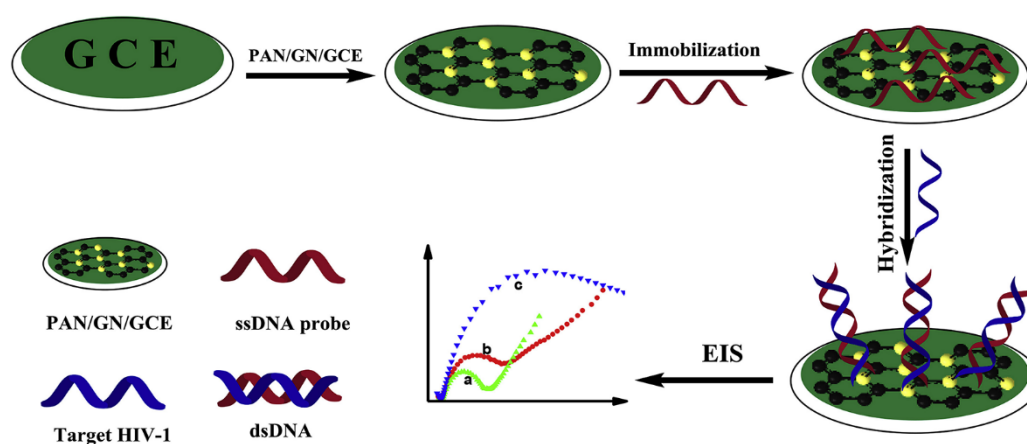 G C E
PAN/GN/GCE
Immobilization
Hybridization
PAN/GN/GCE
ssDNA probe
Target HIV-1
dsDNA
c
b
a
EIS